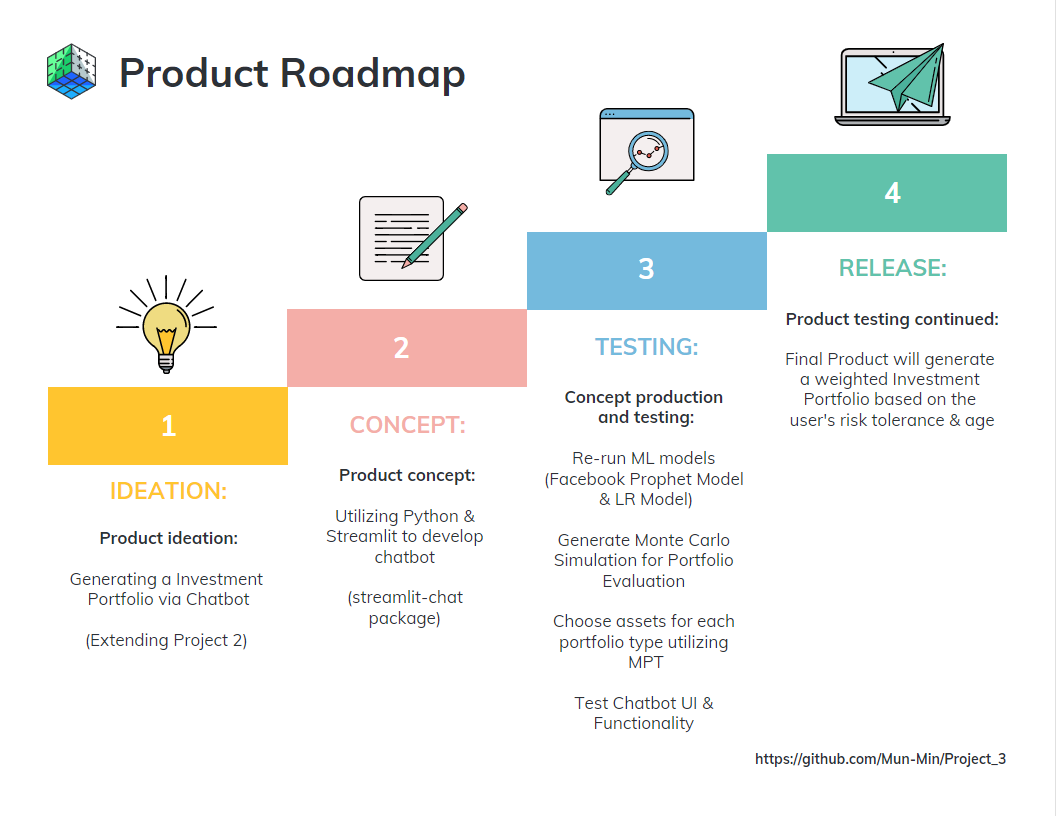 Product Roadmap
1
IDEATION:
Product ideation:
Generating a Investment
Portfolio via Chatbot
(Extending Project 2)
2
CONCEPT:
Product concept:
Utilizing Python &
Streamlit to develop
chatbot
(streamlit-chat
package)
3
TESTING:
Concept production
and testing:
Re-run ML models
(Facebook Prophet Model
& LR Model)
Generate Monte Carlo
Simulation for Portfolio
Evaluation
Choose assets for each
portfolio type utilizing
MPT
Test Chatbot UI &
Functionality
4
RELEASE:
Product testing continued:
Final Product will generate
a weighted Investment
Portfolio based on the
user's risk tolerance & age
https://github.com/Mun-Min/Project_3